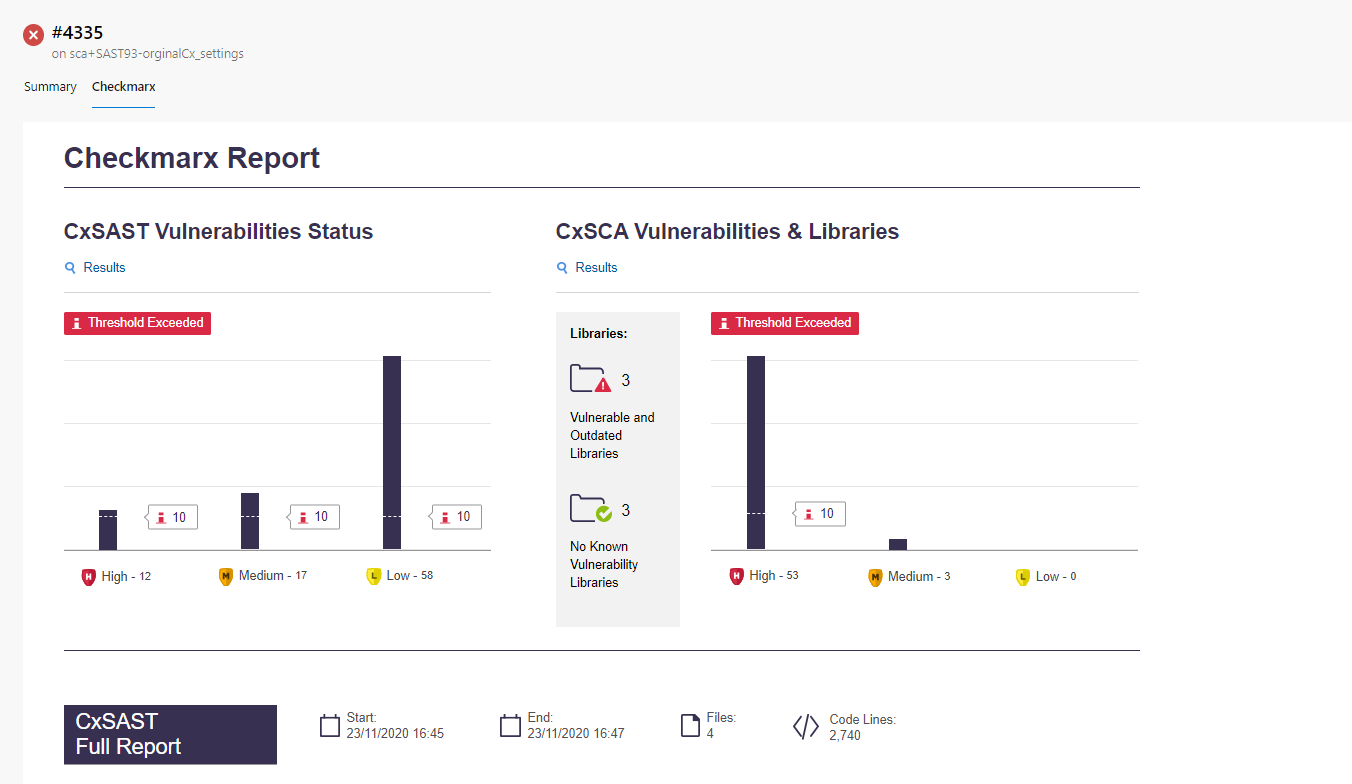 #4335
on sca+SAST93-orginalCx_settings
Summary
Checkmarx
Checkmarx Report
CxSAST Vulnerabilities Status
Results
Threshold Exceeded
10
10
10
H High - 12
M Medium - 17
L Low - 58
CxSCA Vulnerabilities & Libraries
Results
Libraries:
3
Vulnerable and
Outdated
Libraries
3
No Known
Vulnerability
Libraries
Threshold Exceeded
10
H High - 53
M Medium - 3
L Low - 0
CxSAST
Full Report
Start:
23/11/2020 16:45
End:
23/11/2020 16:47
Files:
4
Code Lines:
2,740